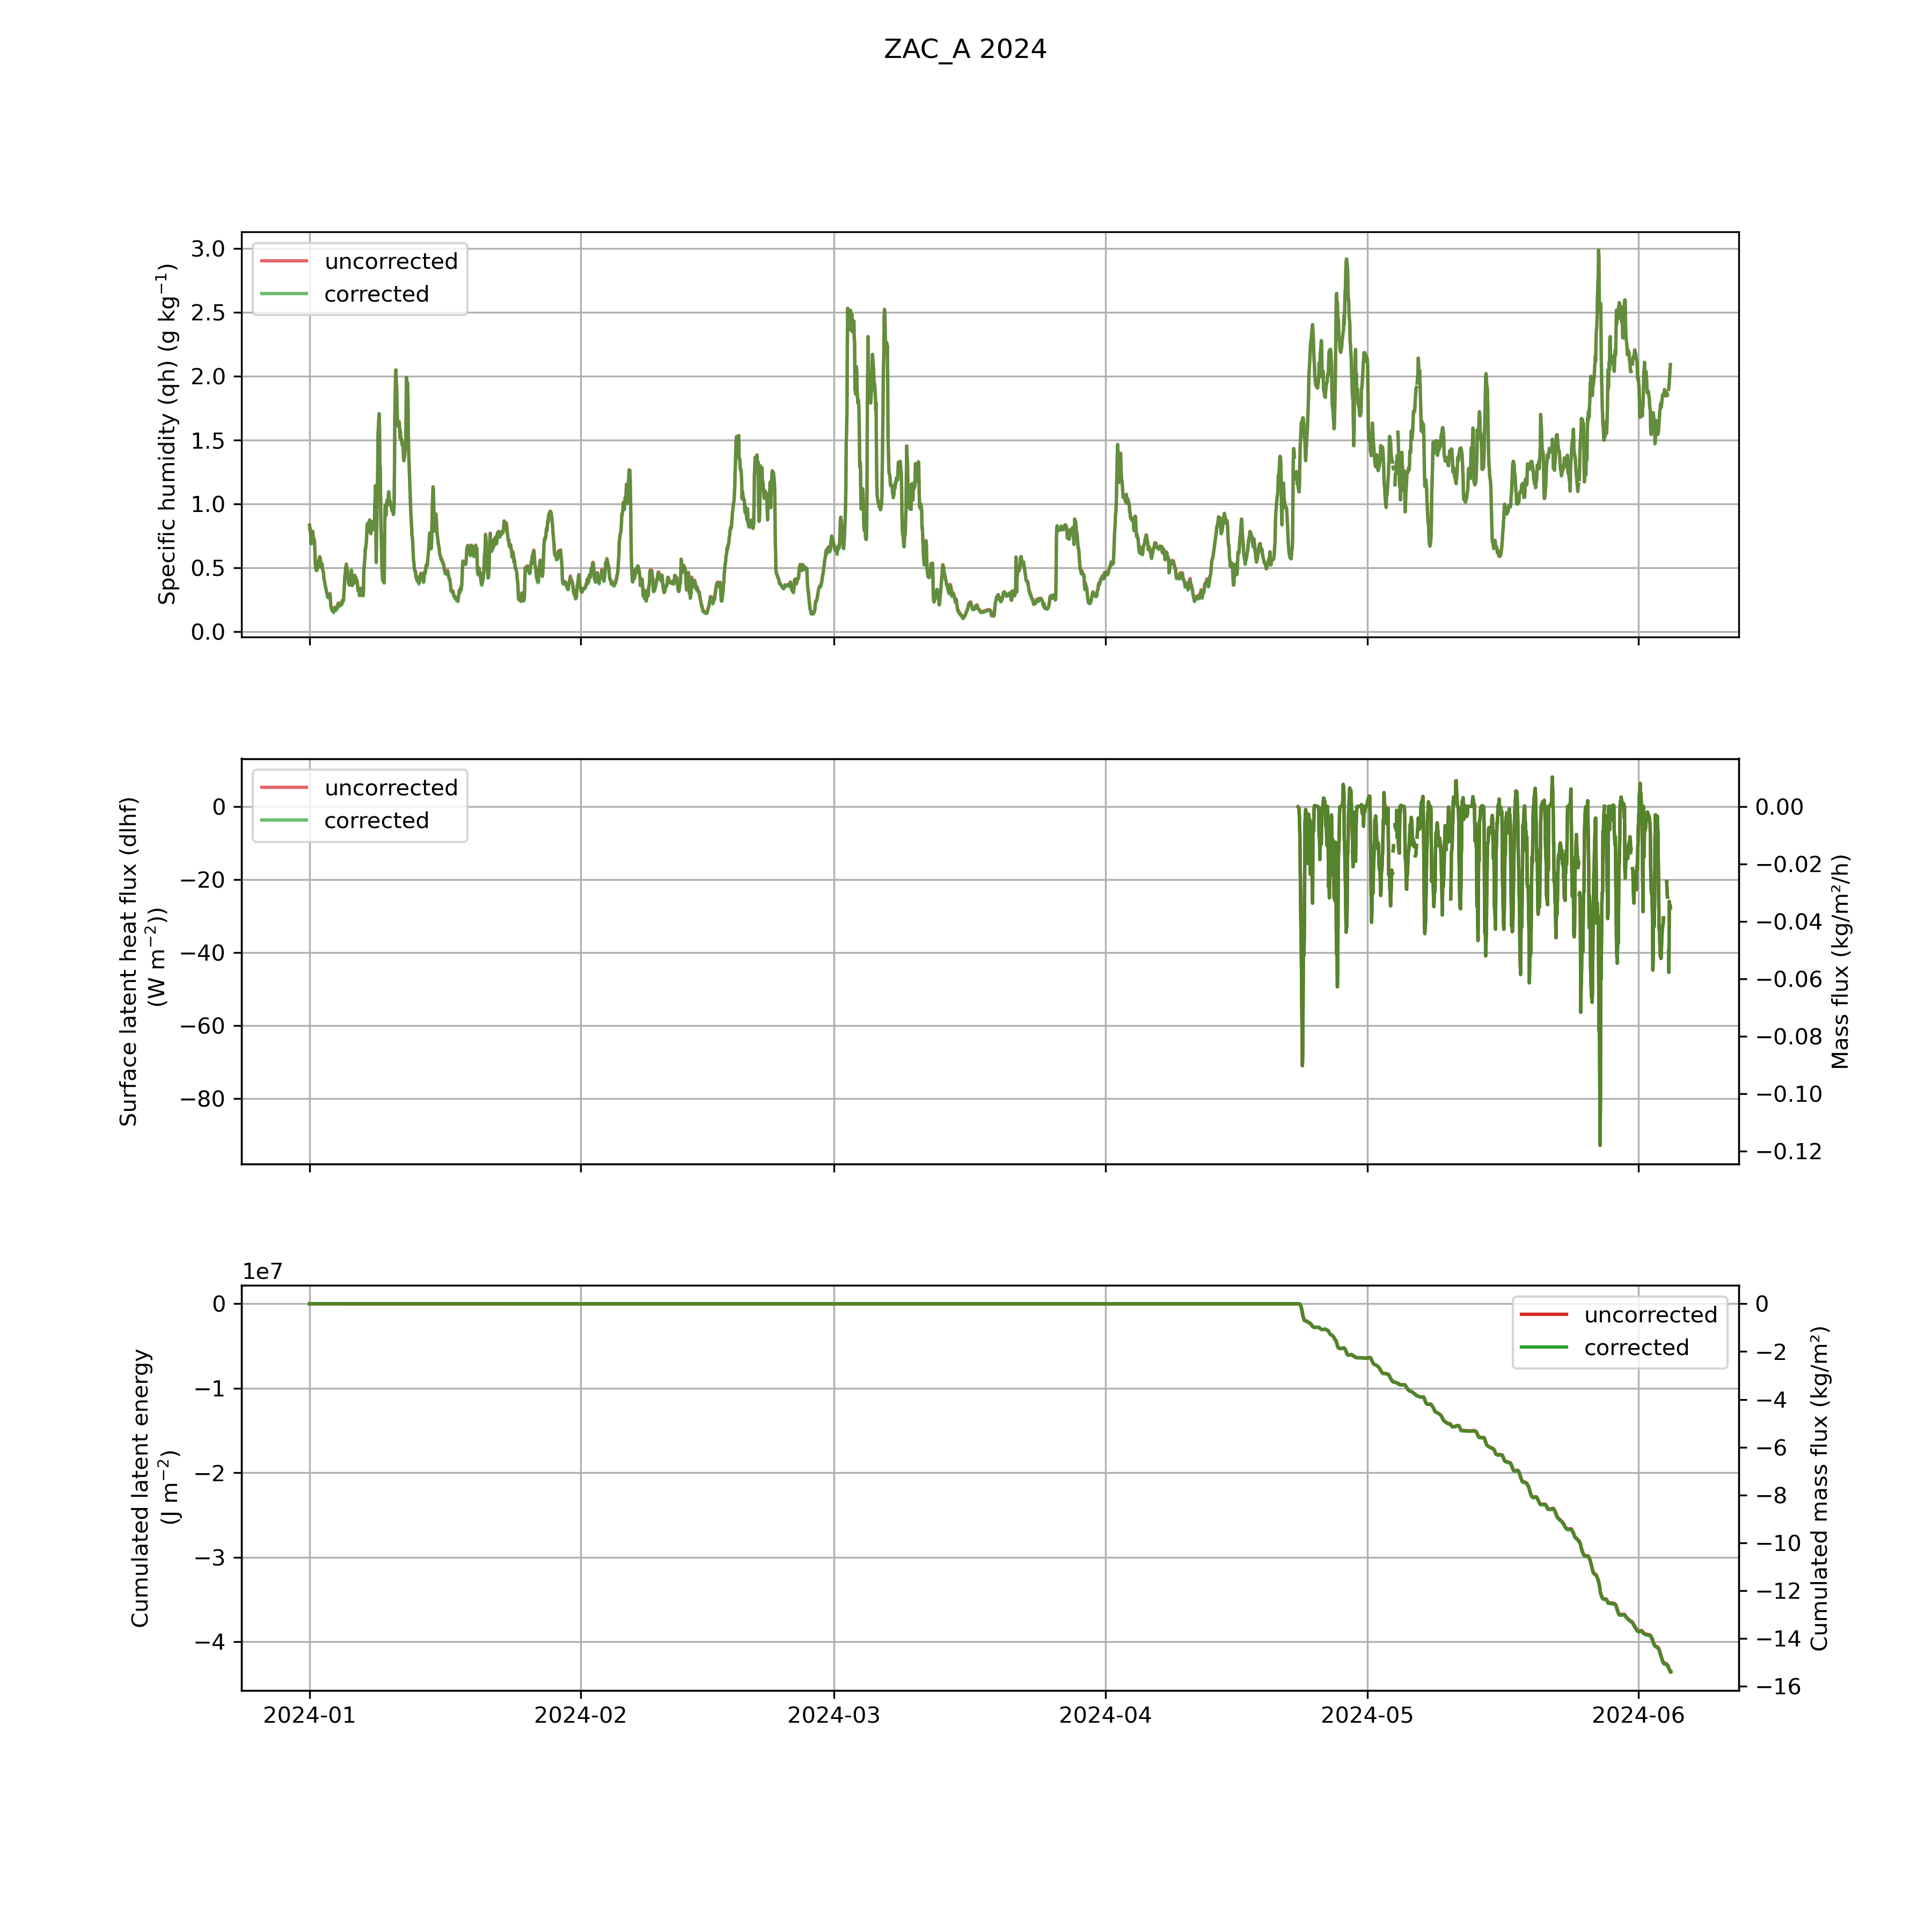 ZAC_A 2024
Specific humidity (qh) (g kg⁻¹)
3.0
2.5
2.0
1.5
1.0
0.5
0.0
uncorrected
corrected
Surface latent heat flux (dlhf)
(W m⁻²))
0
−20
−40
−60
−80
uncorrected
corrected
0.00
−0.02
−0.04
−0.06
−0.08
−0.10
−0.12
Mass flux (kg/m²/h)
1e7
Cumulated latent energy
(J m⁻²)
0
−1
−2
−3
−4
uncorrected
corrected
0
−2
−4
−6
−8
−10
−12
−14
−16
Cumulated mass flux (kg/m²)
2024-01 2024-02 2024-03 2024-04 2024-05 2024-06